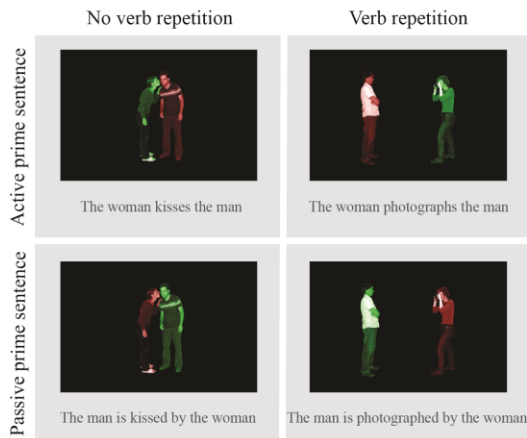 No verb repetition
Verb repetition
Active prime sentence
The woman kisses the man
The woman photographs the man
Passive prime sentence
The man is kissed by the woman
The man is photographed by the woman